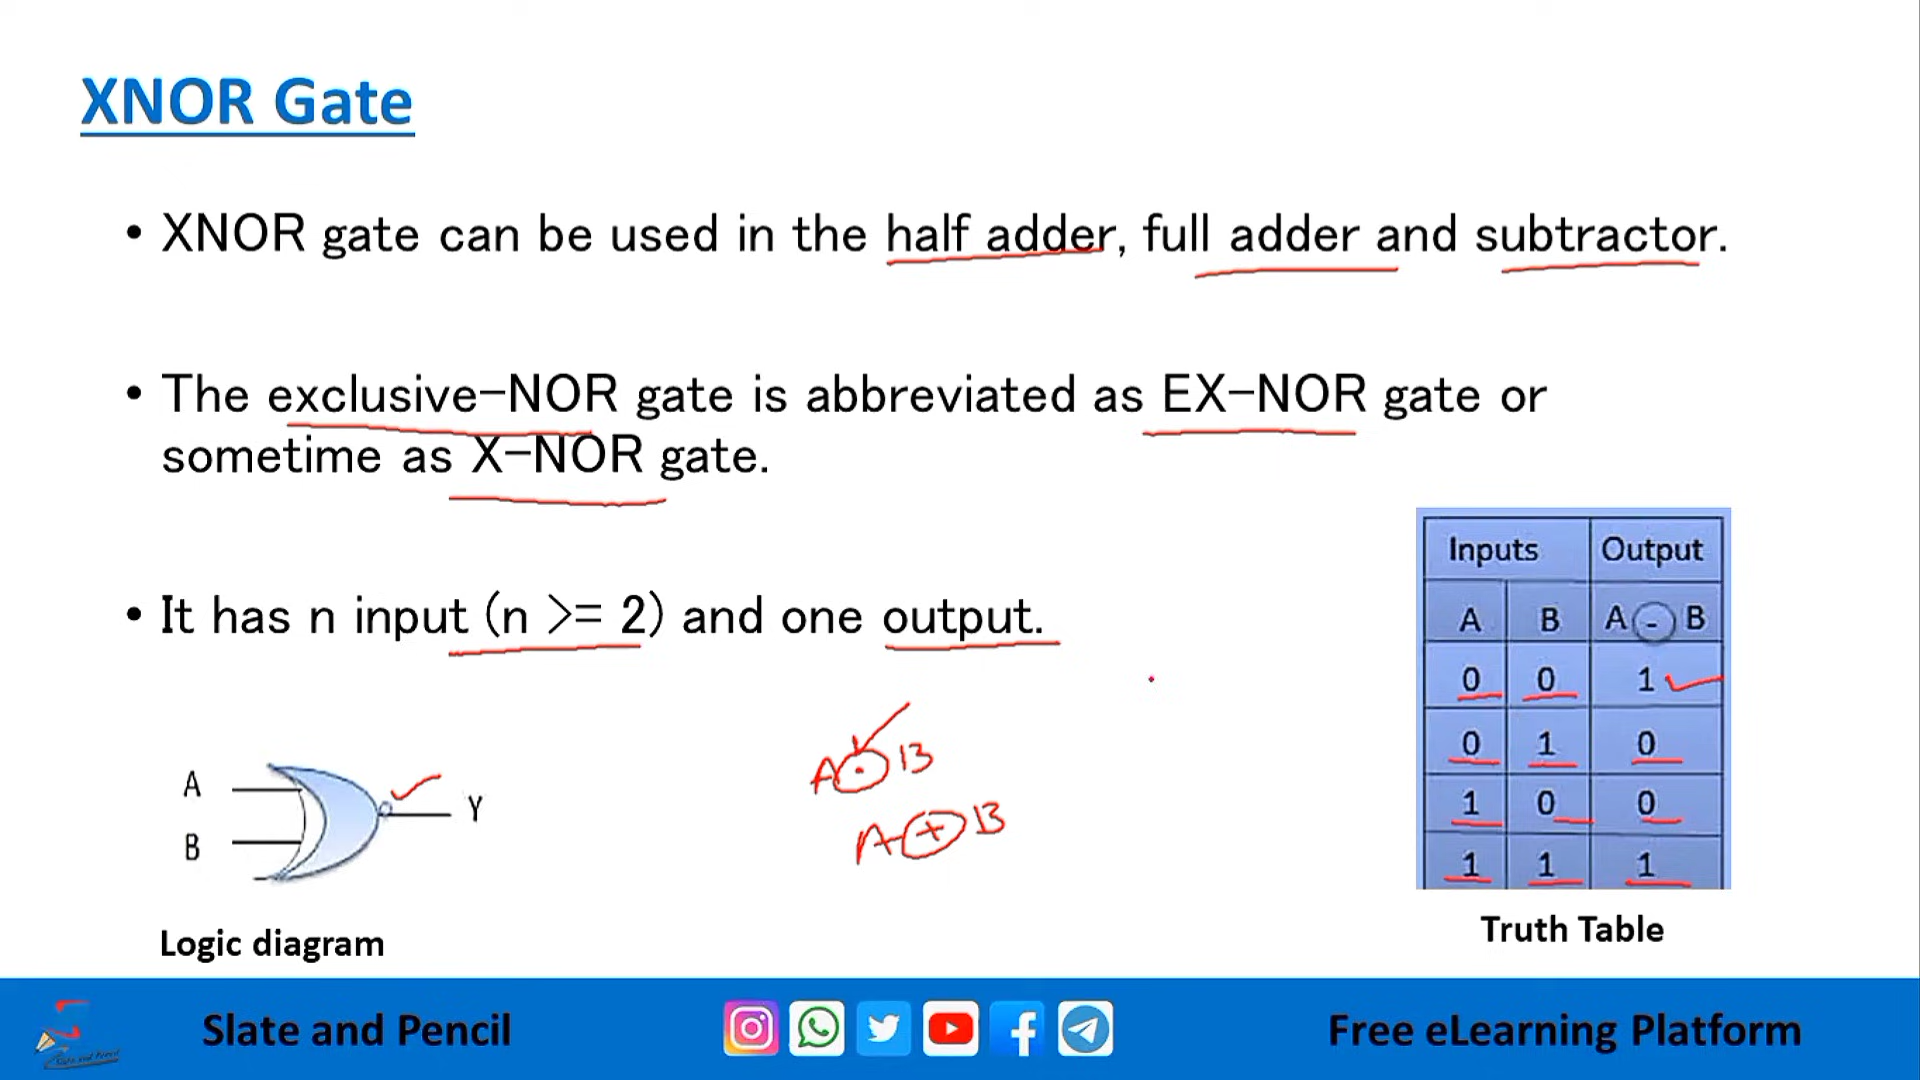 XNOR Gate
• XNOR gate can be used in the half adder, full adder and subtractor.
• The exclusive-NOR gate is abbreviated as EX-NOR gate or
sometime as X-NOR gate.
• It has n input (n >= 2) and one output.
A
B
Y
Logic diagram
A ⊙ B
A ⊕ B
Inputs Output
A B A ⊖ B
0 0 1
0 1 0
1 0 0
1 1 1
Truth Table
Slate and Pencil
Slate and Pencil
Free eLearning Platform